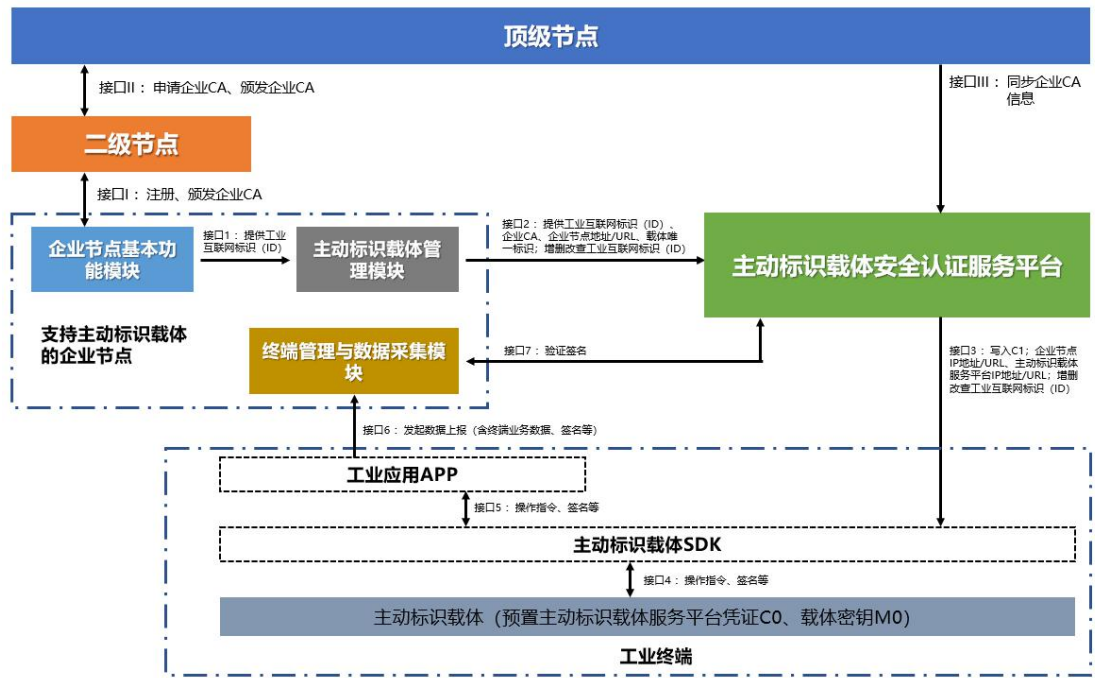 顶级节点
接口II： 申请企业CA、颁发企业CA
接口III： 同步企业CA
信息
二级节点
接口I： 注册、颁发企业CA
接口1： 提供工业
互联网标识（ID）
接口2： 提供工业互联网标识（ID）、
企业CA、企业节点地址/URL、载体唯
一标识；增删改查工业互联网标识（ID）
企业节点基本功
能模块
主动标识载体管
理模块
主动标识载体安全认证服务平台
支持主动标识载体
的企业节点
终端管理与数据采集模
块
接口7： 验证签名
接口3： 写入C1；企业节点
IP地址/URL、主动标识载体
服务平台IP地址/URL；增删
改查工业互联网标识（ID）
接口6： 发起数据上报（含终端业务数据、签名等）
工业应用APP
接口5： 操作指令、签名等
主动标识载体SDK
接口4： 操作指令、签名等
主动标识载体（预置主动标识载体服务平台凭证C0、载体密钥M0）
工业终端